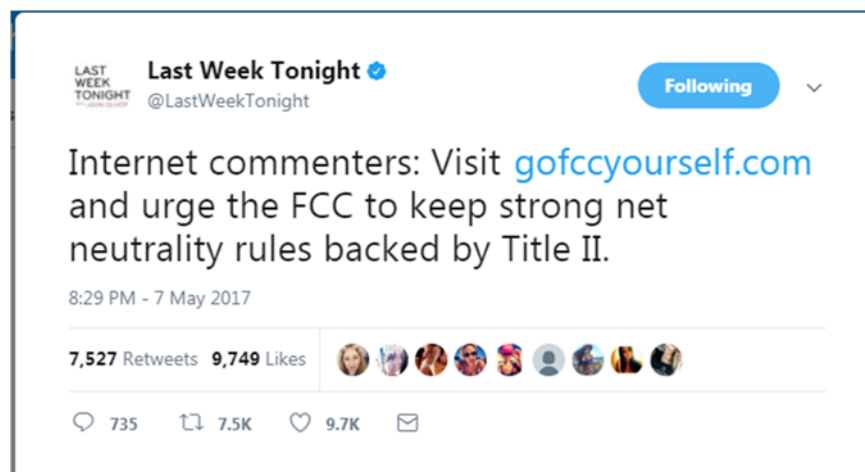 LAST
WEEK
TONIGHT
Last Week Tonight
@LastWeekTonight
Following
Internet commenters: Visit gofccyourself.com
and urge the FCC to keep strong net
neutrality rules backed by Title II.
8:29 PM - 7 May 2017
7,527 Retweets 9,749 Likes
735 7.5K 9.7K